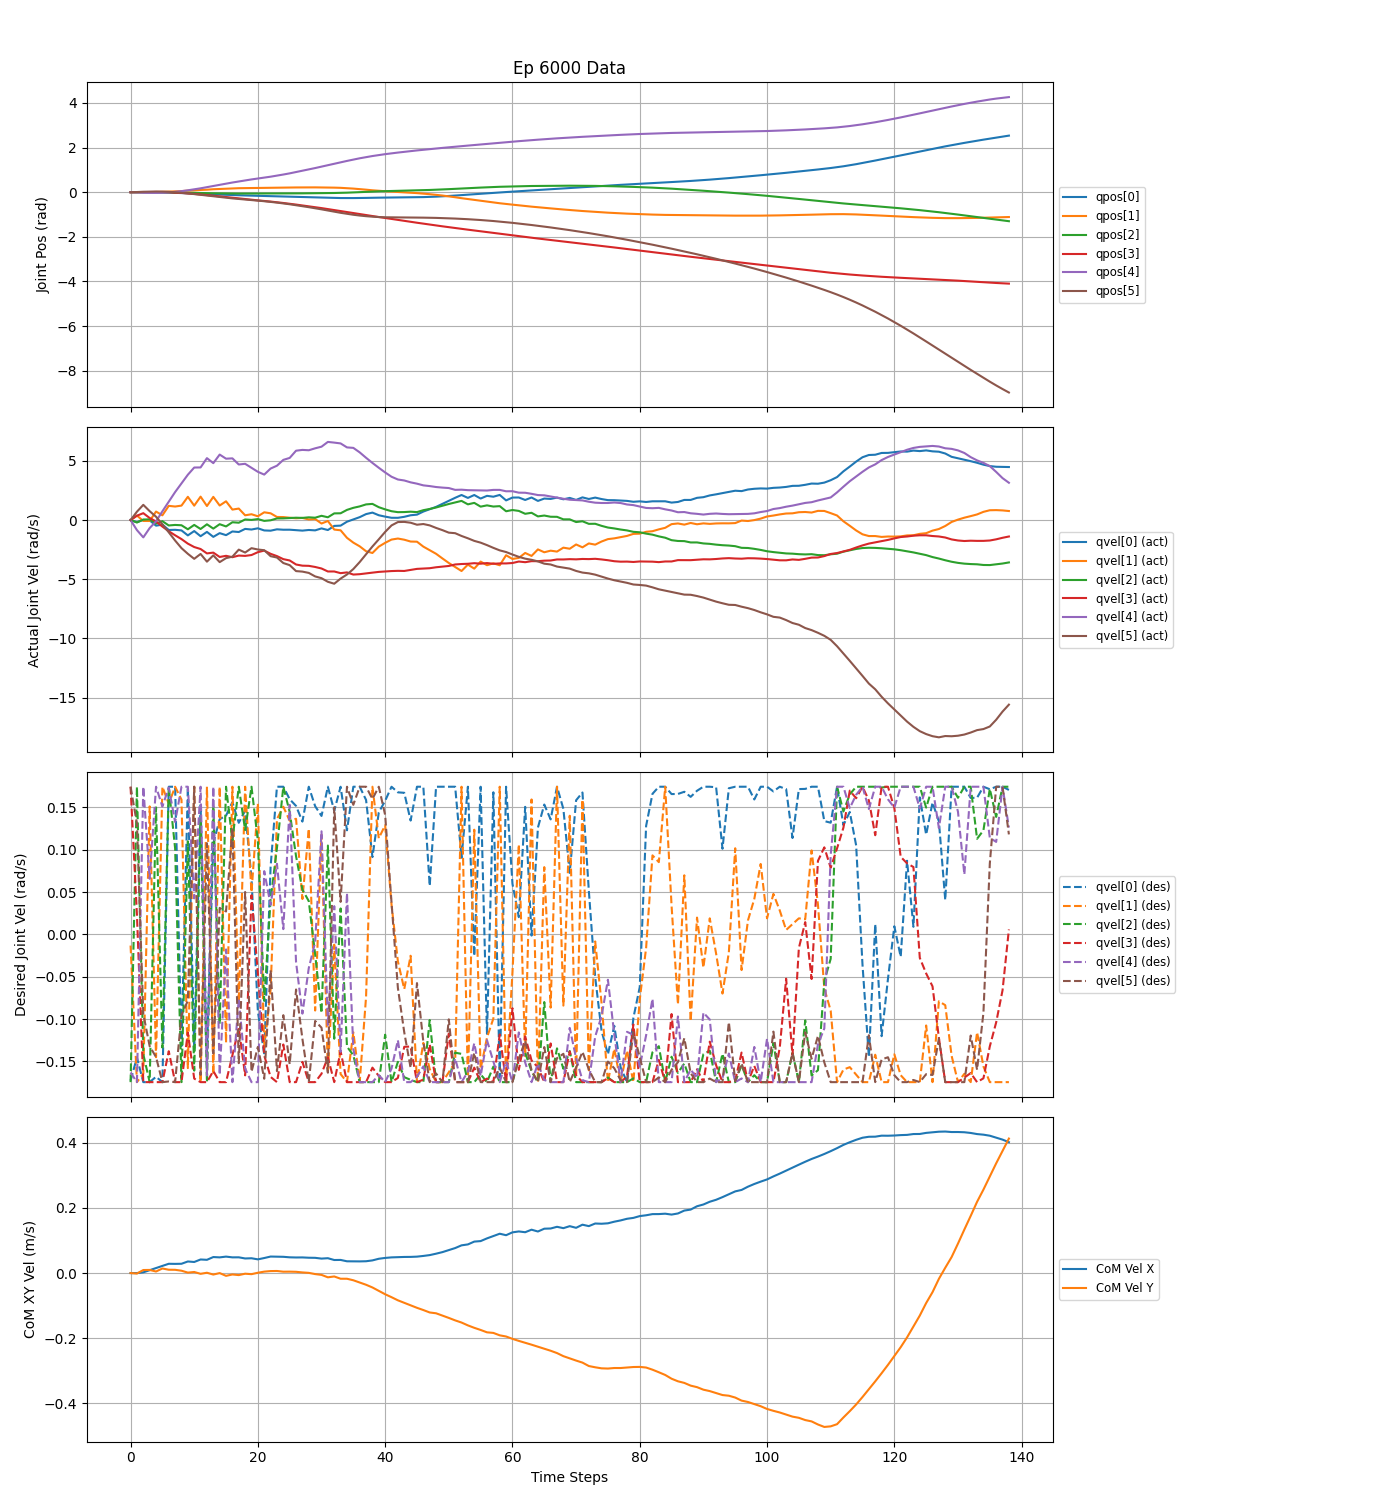 Ep 6000 Data
Joint Pos (rad)
4
2
0
−2
−4
−6
−8
qpos[0]
qpos[1]
qpos[2]
qpos[3]
qpos[4]
qpos[5]
Actual Joint Vel (rad/s)
5
0
−5
−10
−15
qvel[0] (act)
qvel[1] (act)
qvel[2] (act)
qvel[3] (act)
qvel[4] (act)
qvel[5] (act)
Desired Joint Vel (rad/s)
0.15
0.10
0.05
0.00
−0.05
−0.10
−0.15
qvel[0] (des)
qvel[1] (des)
qvel[2] (des)
qvel[3] (des)
qvel[4] (des)
qvel[5] (des)
CoM XY Vel (m/s)
0.4
0.2
0.0
−0.2
−0.4
CoM Vel X
CoM Vel Y
0 20 40 60 80 100 120 140
Time Steps